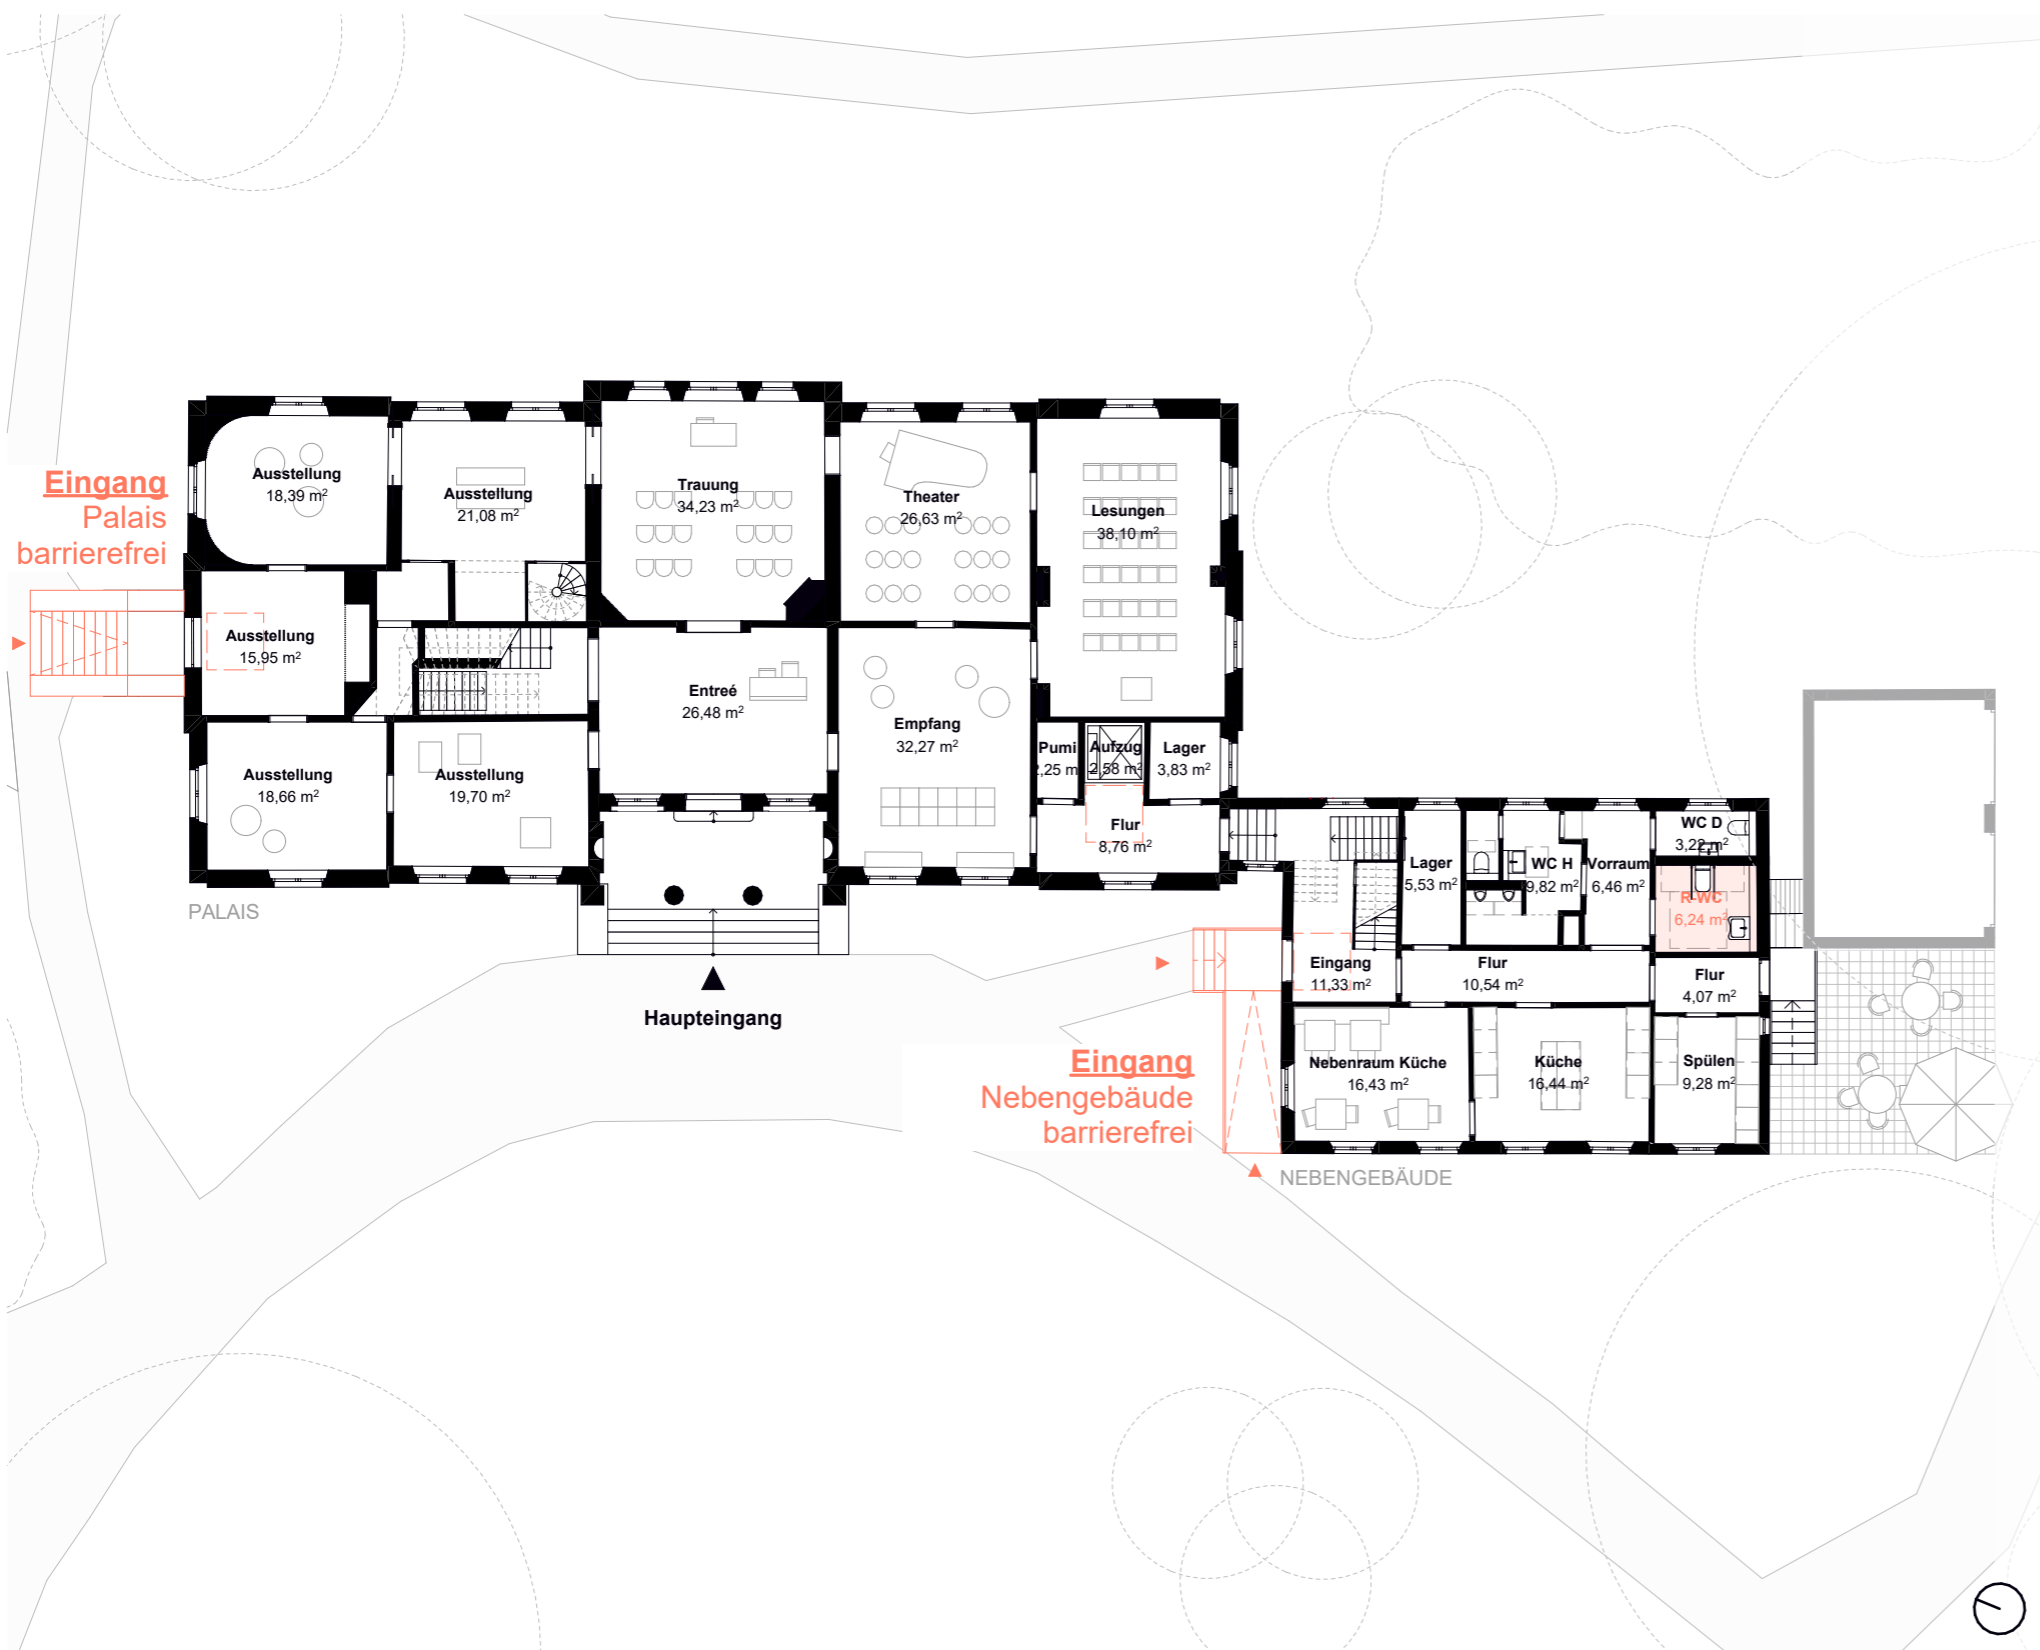 Eingang
Palais
barrierefrei
Ausstellung
18,39 m²
Ausstellung
21,08 m²
Trauung
34,23 m²
Theater
26,63 m²
Lesungen
38,10 m²
Ausstellung
15,95 m²
Entreé
26,48 m²
Empfang
32,27 m²
Pumi
2,25 m
Aufzug
2,58 m²
Lager
3,83 m²
Ausstellung
18,66 m²
Ausstellung
19,70 m²
Flur
8,76 m²
Lager
5,53 m²
WC H
9,82 m²
Vorraum
6,46 m²
WC D
3,22 m²
R-WC
6,24 m²
PALAIS
Eingang
11,33 m²
Flur
10,54 m²
Flur
4,07 m²
Haupteingang
Eingang
Nebengebäude
barrierefrei
Nebenraum Küche
16,43 m²
Küche
16,44 m²
Spülen
9,28 m²
NEBENGEBÄUDE